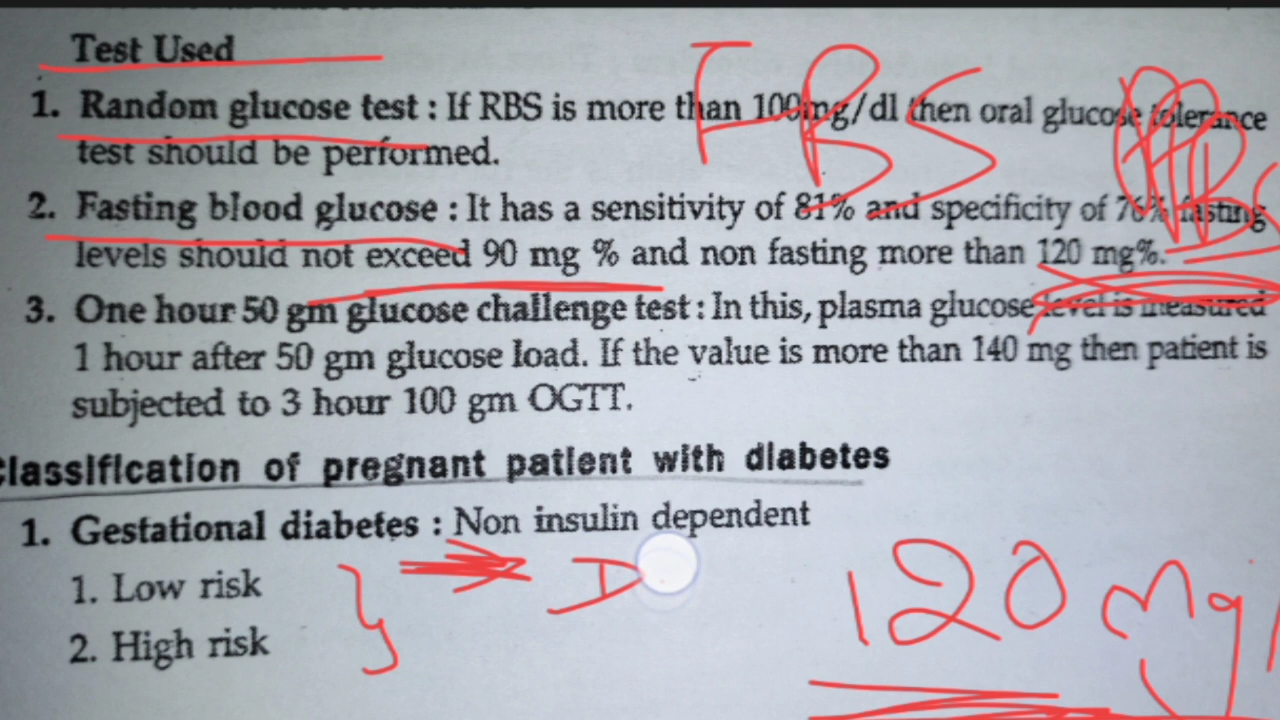 Test Used
1. Random glucose test : If RBS is more than 100mg/dl then oral glucose tolerance
test should be performed.
2. Fasting blood glucose : It has a sensitivity of 81% and specificity of 76% fasting
levels should not exceed 90 mg % and non fasting more than 120 mg%.
3. One hour 50 gm glucose challenge test : In this, plasma glucose level is measured
1 hour after 50 gm glucose load. If the value is more than 140 mg then patient is
subjected to 3 hour 100 gm OGTT.
Classification of pregnant patient with diabetes
1. Gestational diabetes : Non insulin dependent
1. Low risk
2. High risk
FBS
D
120 mg